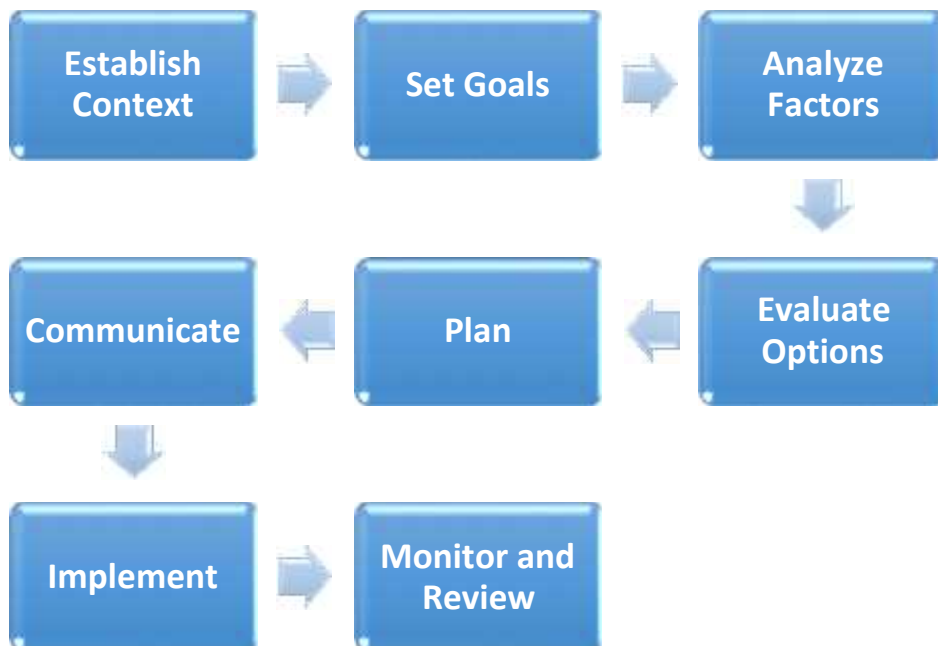 Establish
Context
Set Goals
Analyze
Factors
Evaluate
Options
Plan
Communicate
Implement
Monitor and
Review